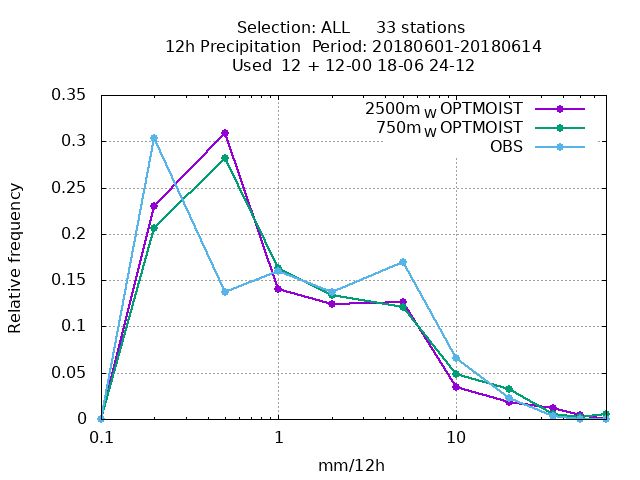 Selection: ALL 33 stations
12h Precipitation Period: 20180601-20180614
Used 12 + 12-00 18-06 24-12
0.35
0.3
0.25
0.2
0.15
0.1
0.05
0
Relative frequency
2500m W OPTMOIST
750m W OPTMOIST
OBS
0.1 1 10
mm/12h